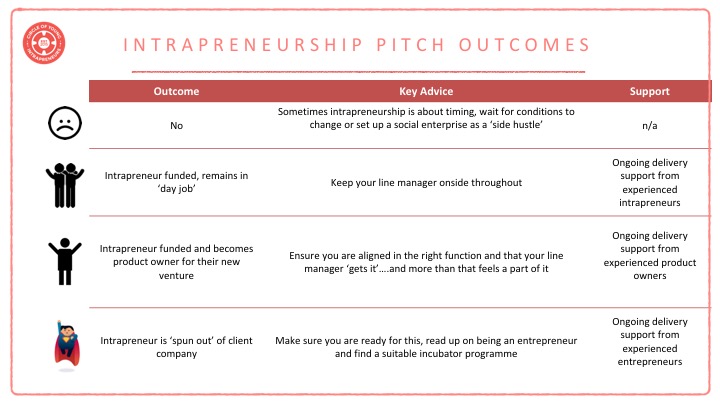 CIRCLE OF YOUNG
INTRAPRENEURS
INTRAPRENEURSHIP PITCH OUTCOMES
Outcome
Key Advice
Support
No
Sometimes intrapreneurship is about timing, wait for conditions to
change or set up a social enterprise as a ‘side hustle’
n/a
Intrapreneur funded, remains in
‘day job’
Keep your line manager onside throughout
Ongoing delivery
support from
experienced
intrapreneurs
Intrapreneur funded and becomes
product owner for their new
venture
Ensure you are aligned in the right function and that your line
manager ‘gets it’….and more than that feels a part of it
Ongoing delivery
support from
experienced product
owners
Intrapreneur is ‘spun out’ of client
company
Make sure you are ready for this, read up on being an entrepreneur
and find a suitable incubator programme
Ongoing delivery
support from
experienced
entrepreneurs